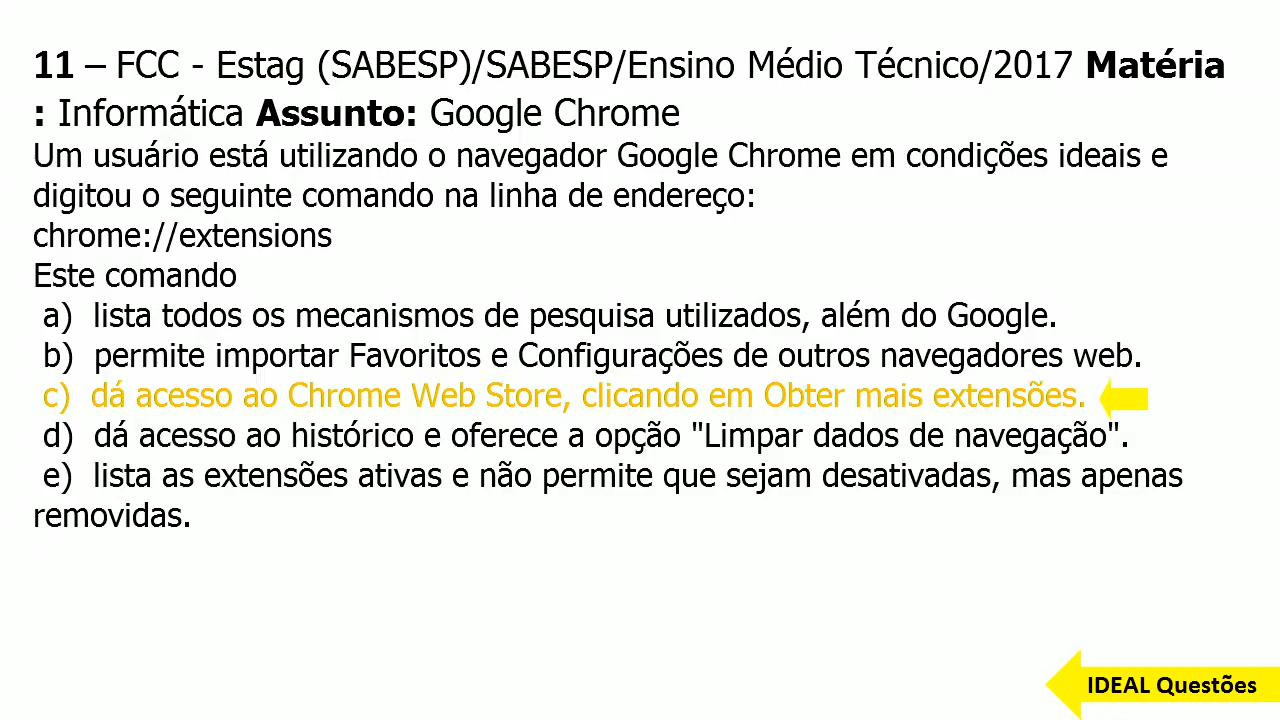 11 – FCC - Estag (SABESP)/SABESP/Ensino Médio Técnico/2017 Matéria
: Informática Assunto: Google Chrome
Um usuário está utilizando o navegador Google Chrome em condições ideais e
digitou o seguinte comando na linha de endereço:
chrome://extensions
Este comando
a) lista todos os mecanismos de pesquisa utilizados, além do Google.
b) permite importar Favoritos e Configurações de outros navegadores web.
c) dá acesso ao Chrome Web Store, clicando em Obter mais extensões.
d) dá acesso ao histórico e oferece a opção "Limpar dados de navegação".
e) lista as extensões ativas e não permite que sejam desativadas, mas apenas
removidas.
IDEAL Questões